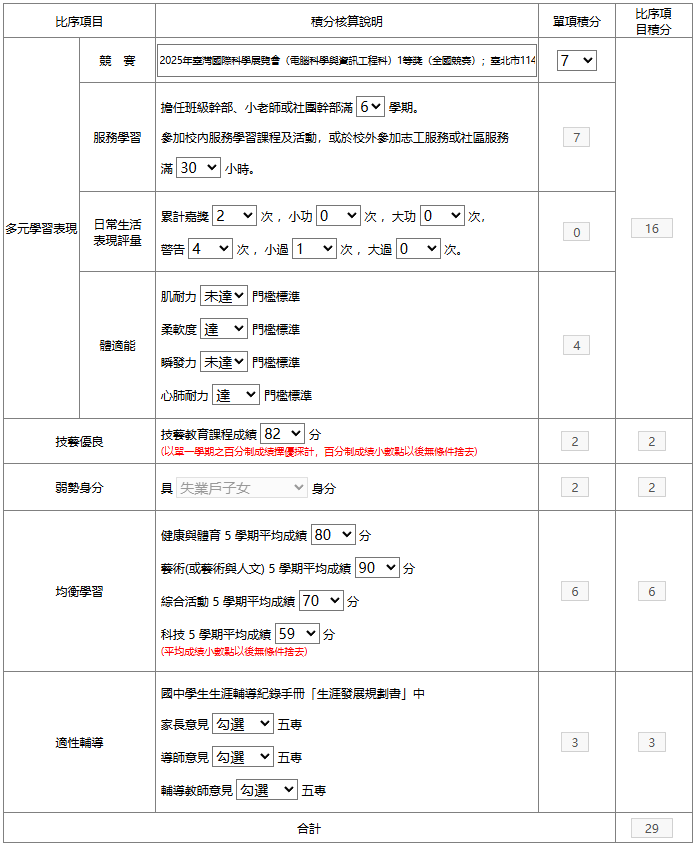 比序項目 積分核算說明 單項積分 比序項
目積分
多元學習表現
競 賽 2025年臺灣國際科學展覽會（電腦科學與資訊工程科）1等獎（全國競賽）；臺北市114 7
服務學習
擔任班級幹部、小老師或社團幹部滿 6 學期。
參加校內服務學習課程及活動，或於校外參加志工服務或社區服務
滿 30 小時。
7
日常生活
表現評量
累計嘉獎 2 次，小功 0 次，大功 0 次，
警告 4 次，小過 1 次，大過 0 次。
0
16
體適能
肌耐力 未達 門檻標準
柔軟度 達 門檻標準
瞬發力 未達 門檻標準
心肺耐力 達 門檻標準
4
技藝優良
技藝教育課程成績 82 分
(以單一學期之百分制成績擇優採計，百分制成績小數點以後無條件捨去)
2 2
弱勢身分 具 失業戶子女 身分 2 2
均衡學習
健康與體育 5 學期平均成績 80 分
藝術(或藝術與人文) 5 學期平均成績 90 分
綜合活動 5 學期平均成績 70 分
科技 5 學期平均成績 59 分
(平均成績小數點以後無條件捨去)
6 6
適性輔導
國中學生生涯輔導紀錄手冊「生涯發展規劃書」中
家長意見 勾選 五專
導師意見 勾選 五專
輔導教師意見 勾選 五專
3 3
合計 29